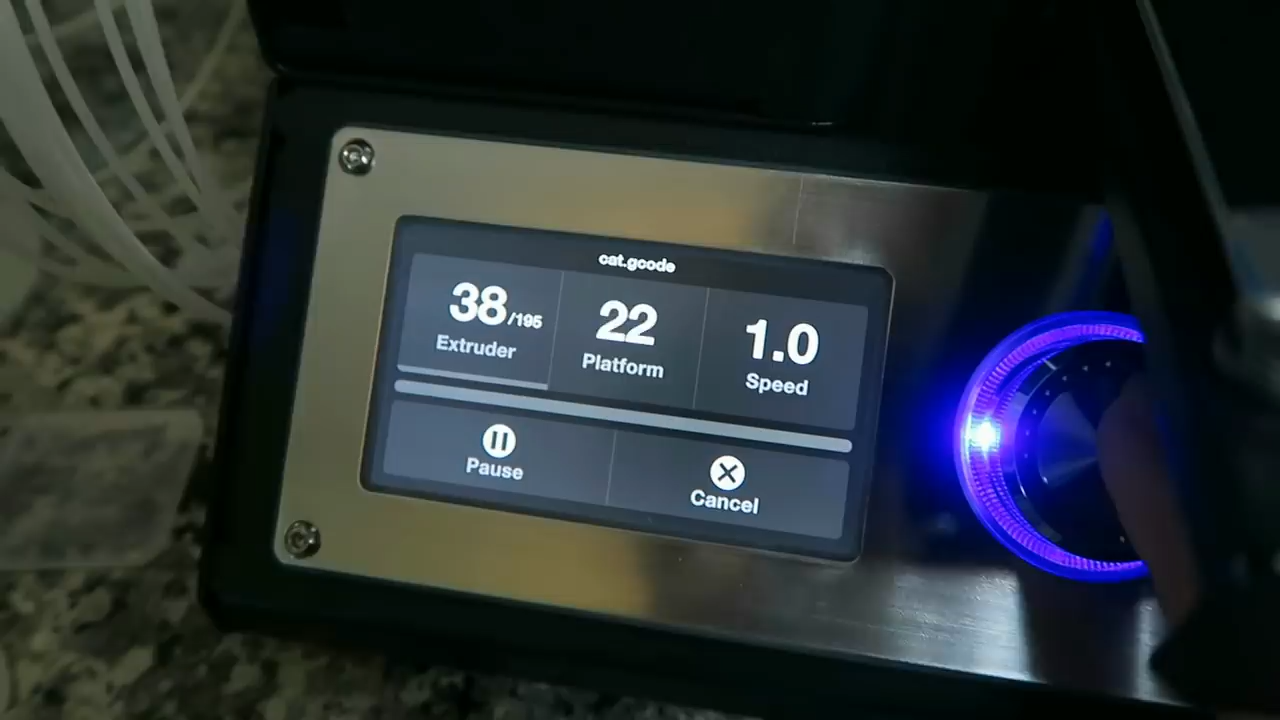 cat.gcode
38/195
Extruder
22
Platform
1.0
Speed
Pause
Cancel